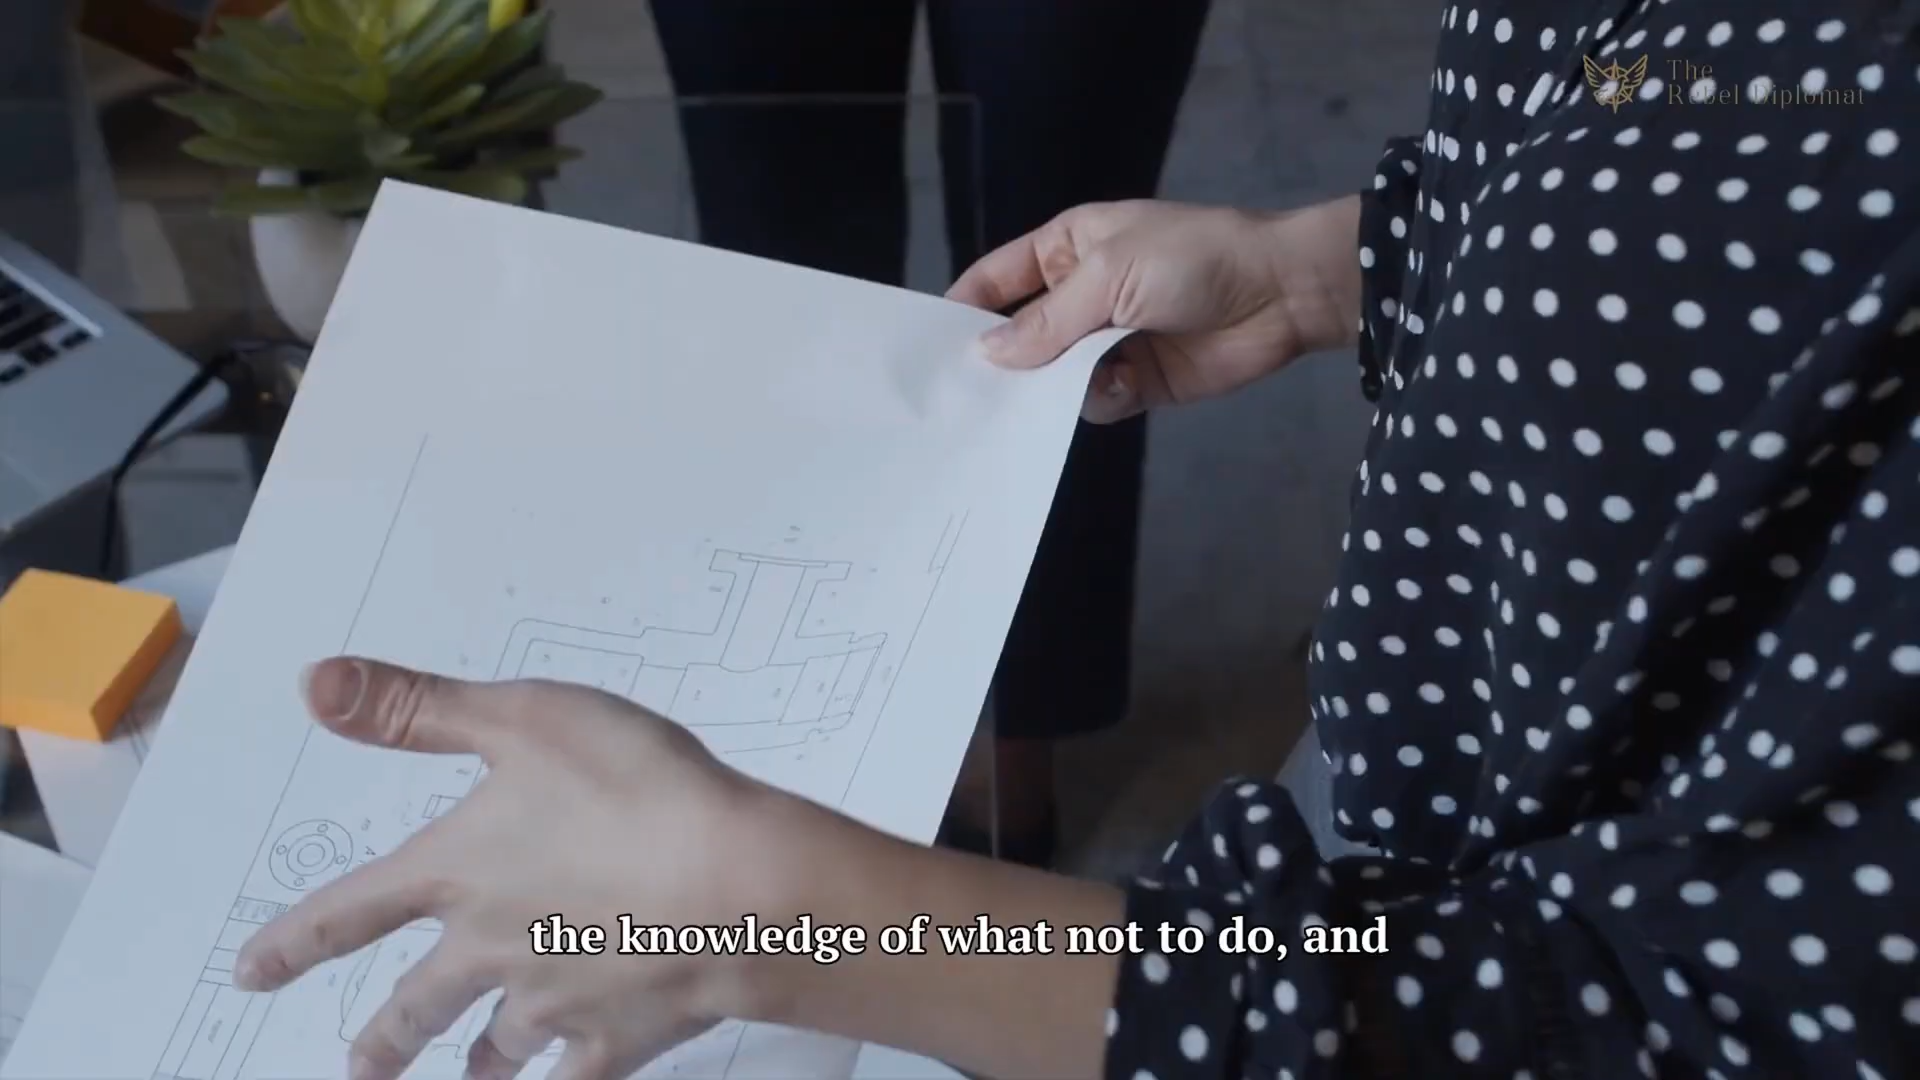 The
Rebel Diplomat
the knowledge of what not to do, and